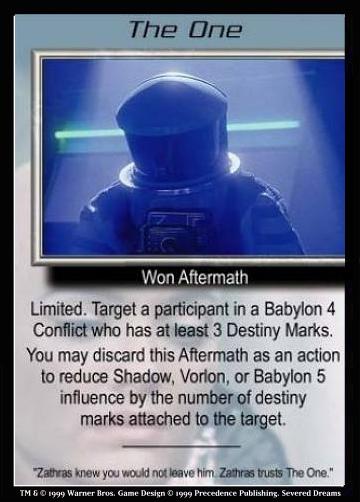 The One
Won Aftermath
Limited. Target a participant in a Babylon 4
Conflict who has at least 3 Destiny Marks.
You may discard this Aftermath as an action
to reduce Shadow, Vorlon, or Babylon 5
influence by the number of destiny
marks attached to the target.
"Zathras knew you would not leave him. Zathras trusts The One."
TM & © 1999 Warner Bros. Game Design © 1999 Precedence Publishing. Severed Dreams